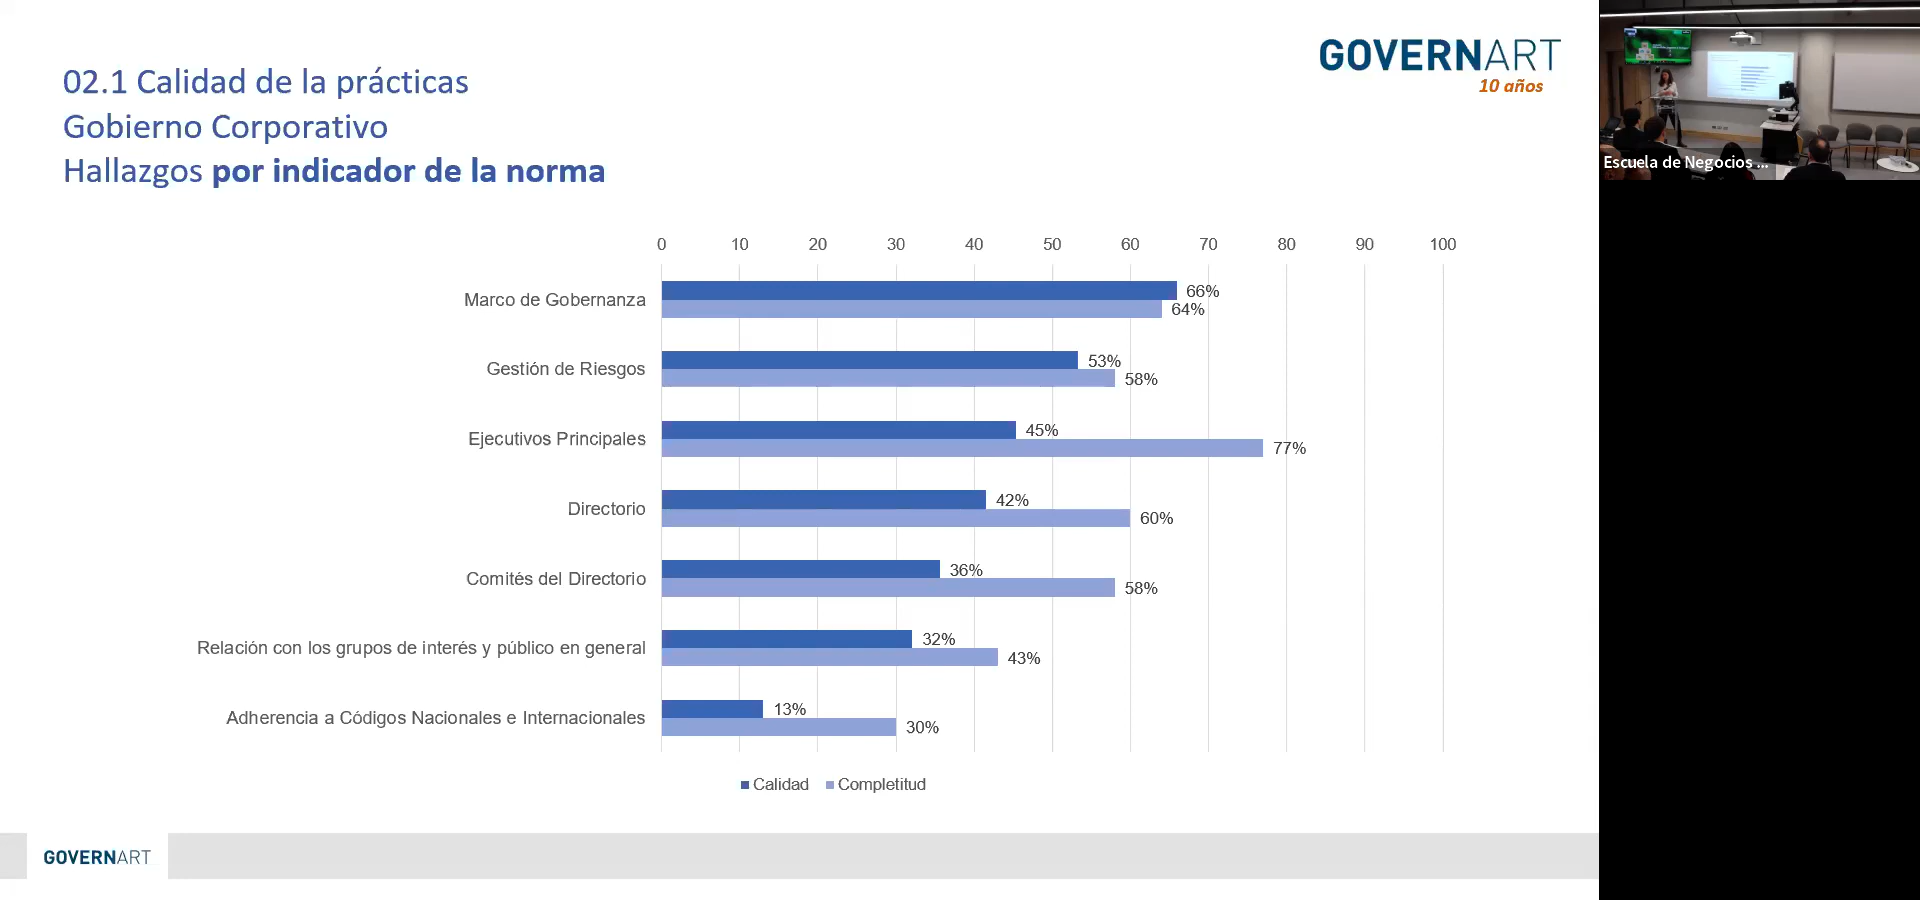 02.1 Calidad de la prácticas
Gobierno Corporativo
Hallazgos por indicador de la norma
GOVERNART
10 años
Escuela de Negocios ...
0 10 20 30 40 50 60 70 80 90 100
Marco de Gobernanza
66%
64%
Gestión de Riesgos
53%
58%
Ejecutivos Principales
45%
77%
Directorio
42%
60%
Comités del Directorio
36%
58%
Relación con los grupos de interés y público en general
32%
43%
Adherencia a Códigos Nacionales e Internacionales
13%
30%
Calidad Completitud
GOVERNART